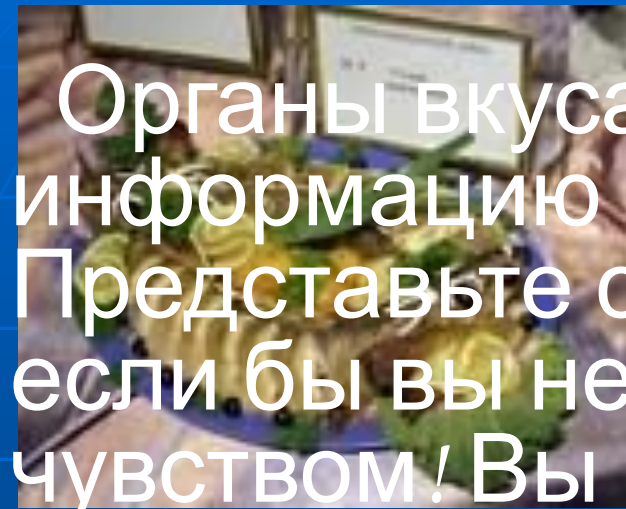 Органы вкуса
информацию
Представьте с
если бы вы не
чувством! Вы